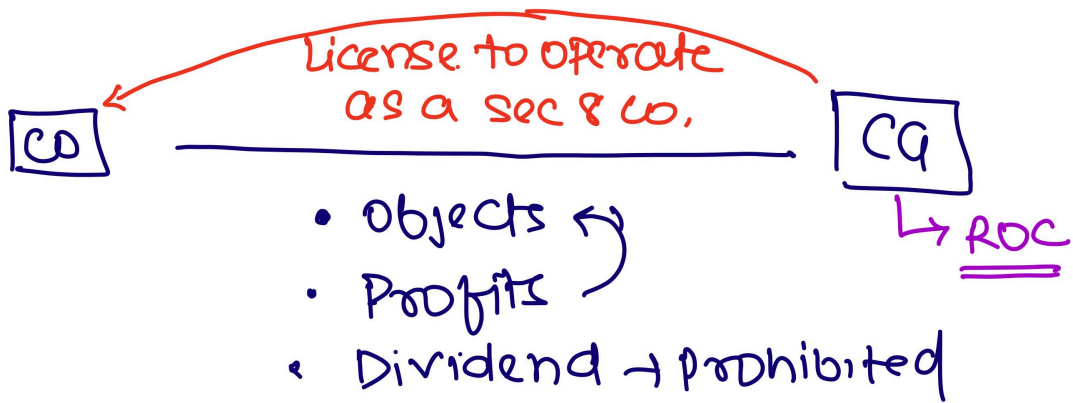 License to operate
as a sec 8 co.
CO
CG
• Objects
→ ROC
• Profits
• Dividend → prohibited